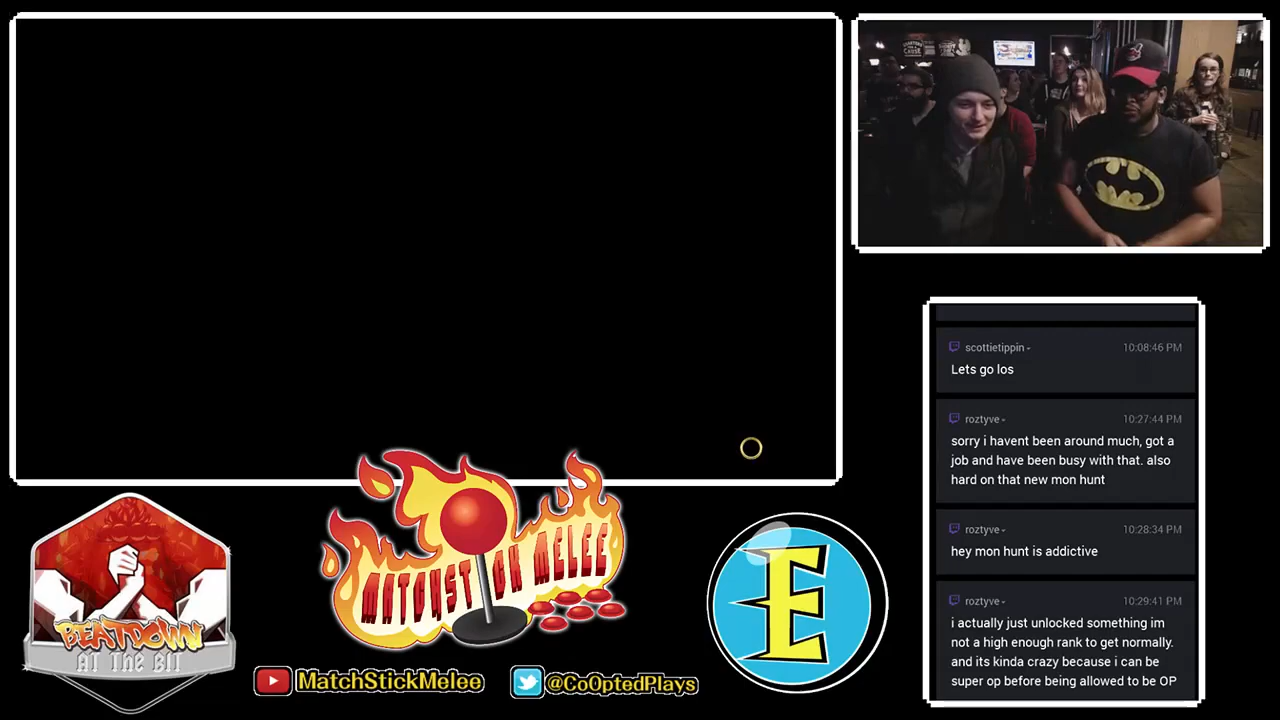 scottietippin
10:08:46 PM
Lets go los
roztyve
10:27:44 PM
sorry i havent been around much, got a
job and have been busy with that. also
hard on that new mon hunt
roztyve
10:28:34 PM
hey mon hunt is addictive
roztyve
10:29:41 PM
i actually just unlocked something im
not a high enough rank to get normally.
and its kinda crazy because i can be
super op before being allowed to be OP
MATCHSTICK MELEE
E
BEATDOWN
AT THE BIT
MatchStickMelee
@CoOptedPlays